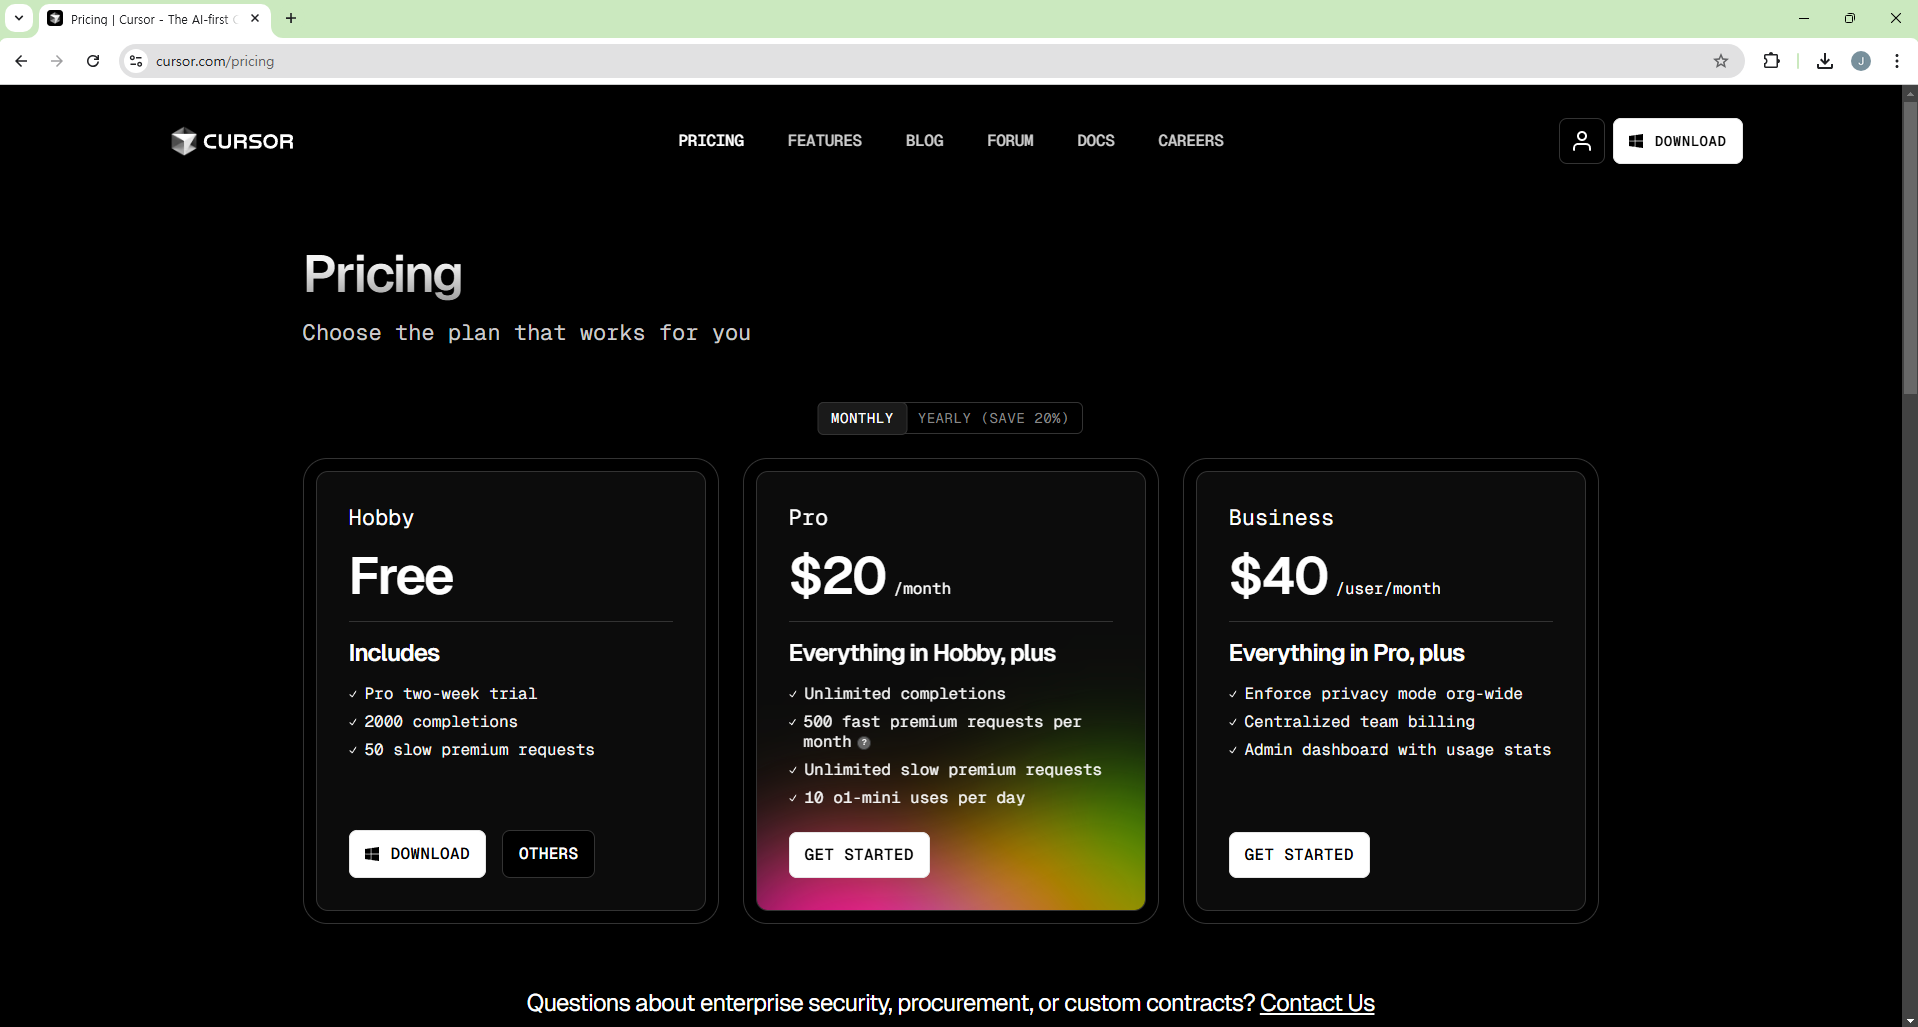 Pricing | Cursor - The AI-first
cursor.com/pricing
J
CURSOR
PRICING
FEATURES
BLOG
FORUM
DOCS
CAREERS
DOWNLOAD
Pricing
Choose the plan that works for you
MONTHLY
YEARLY (SAVE 20%)
Hobby
Free
Includes
✓ Pro two-week trial
✓ 2000 completions
✓ 50 slow premium requests
DOWNLOAD
OTHERS
Pro
$20 /month
Everything in Hobby, plus
✓ Unlimited completions
✓ 500 fast premium requests per
month ?
✓ Unlimited slow premium requests
✓ 10 o1-mini uses per day
GET STARTED
Business
$40 /user/month
Everything in Pro, plus
✓ Enforce privacy mode org-wide
✓ Centralized team billing
✓ Admin dashboard with usage stats
GET STARTED
Questions about enterprise security, procurement, or custom contracts? Contact Us